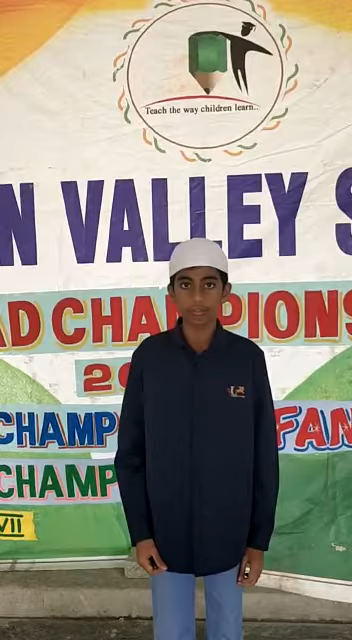 Teach the way children learn..
N VALLEY S
AD CHAMPIONS
2
CHAMP FAN
CHAMP
VII